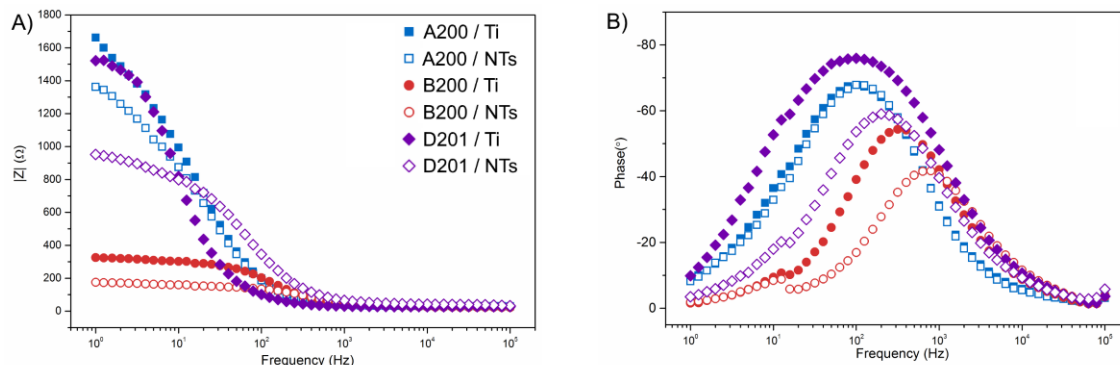 A)
1800
1600
1400
1200
1000
800
600
400
200
0
|Z| (Ω)
10⁰ 10¹ 10² 10³ 10⁴ 10⁵
Frequency (Hz)
A200 / Ti
A200 / NTs
B200 / Ti
B200 / NTs
D201 / Ti
D201 / NTs
B)
-80
-60
-40
-20
0
Phase(°)
10⁰ 10¹ 10² 10³ 10⁴ 10⁵
Frequency (Hz)